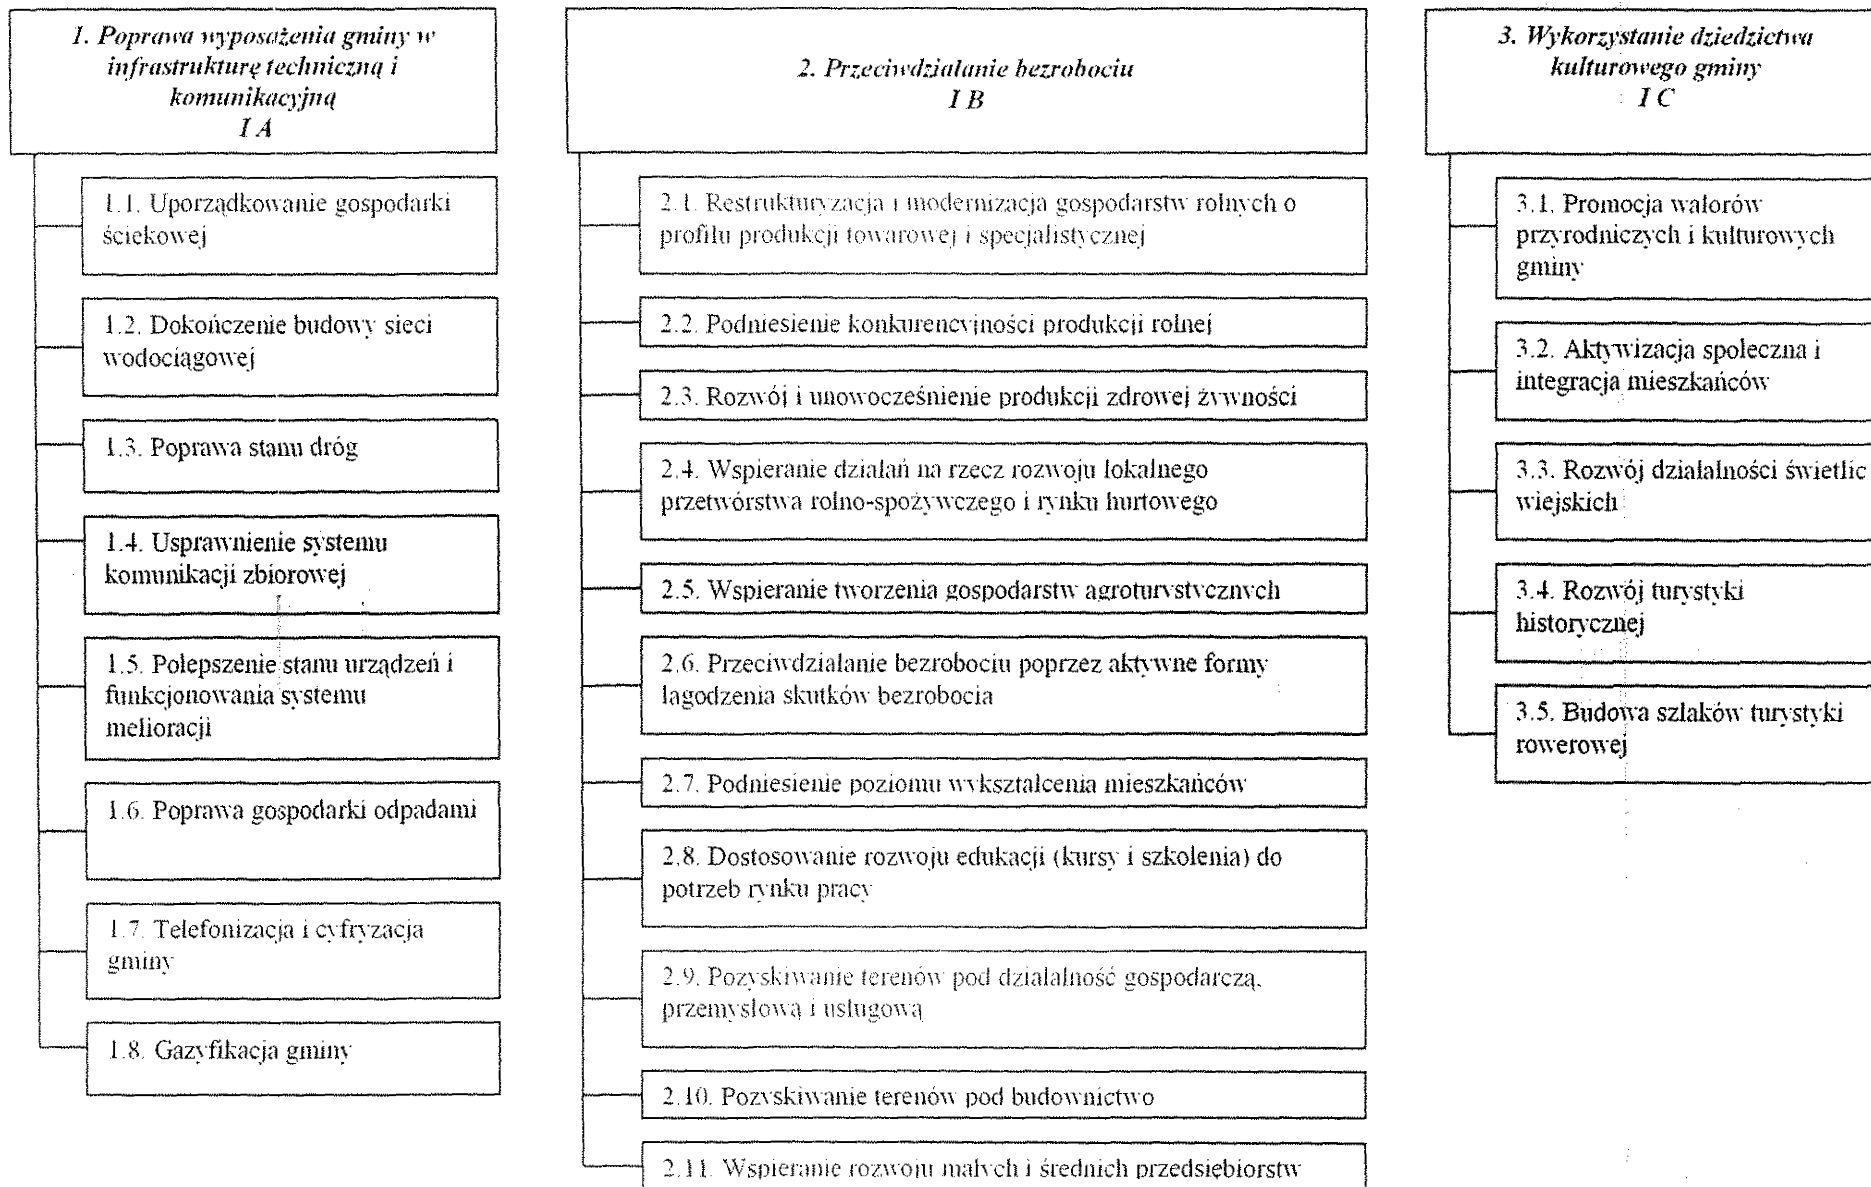 1. Poprawa wyposażenia gminy w
infrastrukturę techniczną i
komunikacyjną
I A
1.1. Uporządkowanie gospodarki
ściekowej
1.2. Dokończenie budowy sieci
wodociągowej
1.3. Poprawa stanu dróg
1.4. Usprawnienie systemu
komunikacji zbiorowej
1.5. Polepszenie stanu urządzeń i
funkcjonowania systemu
melioracji
1.6. Poprawa gospodarki odpadami
1.7. Telefonizacja i cyfryzacja
gminy
1.8. Gazyfikacja gminy
2. Przeciwdziałanie bezrobociu
I B
2.1. Restrukturyzacja i modernizacja gospodarstw rolnych o
profilu produkcji towarowej i specjalistycznej
2.2. Podniesienie konkurencyjności produkcji rolnej
2.3. Rozwój i unowocześnienie produkcji zdrowej żywności
2.4. Wspieranie działań na rzecz rozwoju lokalnego
przetwórstwa rolno-spożywczego i rynku hurtowego
2.5. Wspieranie tworzenia gospodarstw agroturystycznych
2.6. Przeciwdziałanie bezrobociu poprzez aktywne formy
łagodzenia skutków bezrobocia
2.7. Podniesienie poziomu wykształcenia mieszkańców
2.8. Dostosowanie rozwoju edukacji (kursy i szkolenia) do
potrzeb rynku pracy
2.9. Pozyskiwanie terenów pod działalność gospodarczą,
przemysłową i usługową
2.10. Pozyskiwanie terenów pod budownictwo
2.11. Wspieranie rozwoju małych i średnich przedsiębiorstw
3. Wykorzystanie dziedzictwa
kulturowego gminy
I C
3.1. Promocja walorów
przyrodniczych i kulturowych
gminy
3.2. Aktywizacja społeczna i
integracja mieszkańców
3.3. Rozwój działalności świetlic
wiejskich
3.4. Rozwój turystyki
historycznej
3.5. Budowa szlaków turystyki
rowerowej